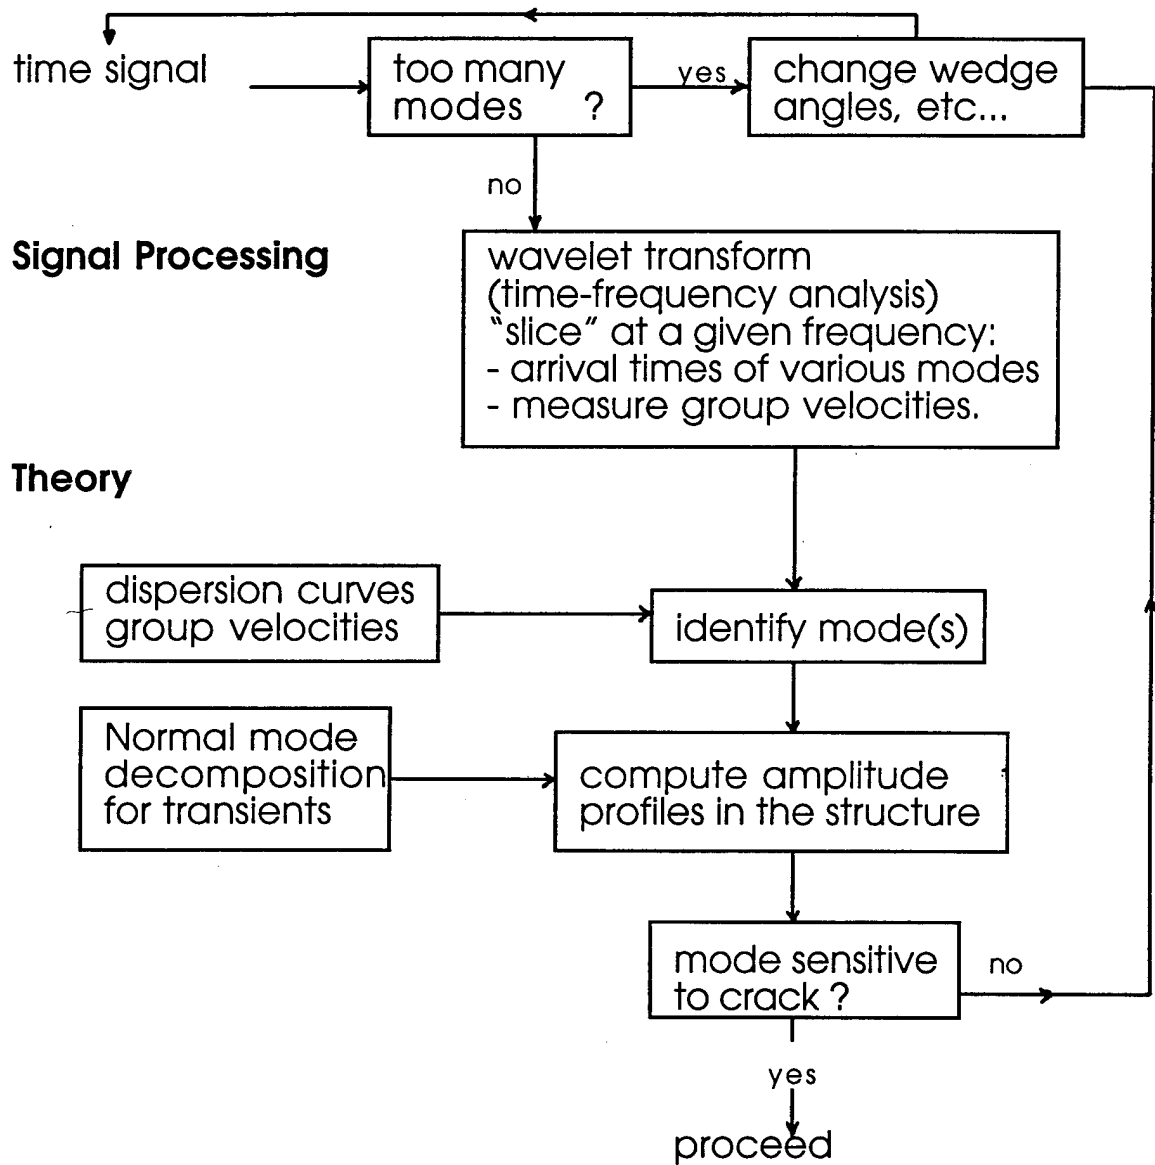 time signal
too many
modes ?
yes
change wedge
angles, etc...
no
Signal Processing
wavelet transform
(time-frequency analysis)
“slice” at a given frequency:
- arrival times of various modes
- measure group velocities.
Theory
dispersion curves
group velocities
identify mode(s)
Normal mode
decomposition
for transients
compute amplitude
profiles in the structure
mode sensitive
to crack ?
no
yes
proceed